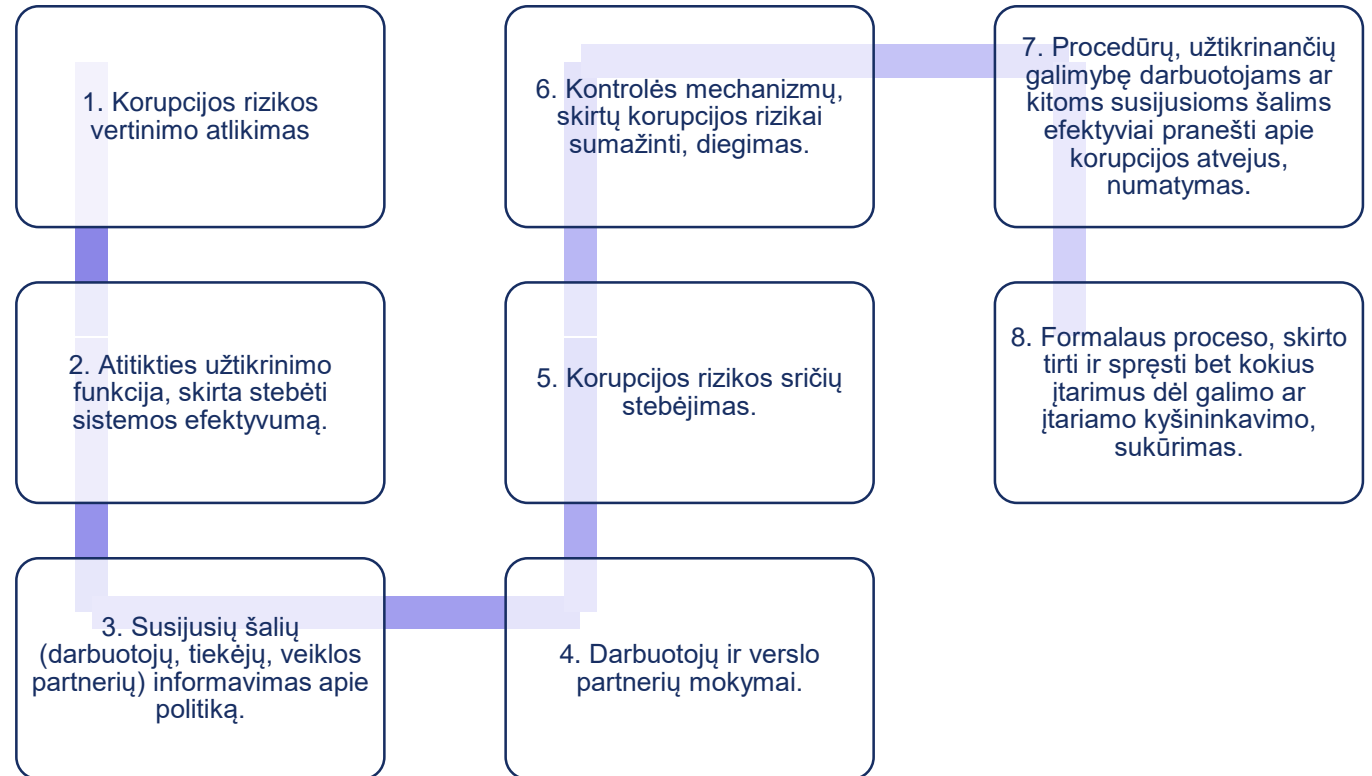 1. Korupcijos rizikos
vertinimo atlikimas
2. Atitikties užtikrinimo
funkcija, skirta stebėti
sistemos efektyvumą.
3. Susijusių šalių
(darbuotojų, tiekėjų, veiklos
partnerių) informavimas apie
politiką.
4. Darbuotojų ir verslo
partnerių mokymai.
5. Korupcijos rizikos sričių
stebėjimas.
6. Kontrolės mechanizmų,
skirtų korupcijos rizikai
sumažinti, diegimas.
7. Procedūrų, užtikrinančių
galimybę darbuotojams ar
kitoms susijusioms šalims
efektyviai pranešti apie
korupcijos atvejus,
numatymas.
8. Formalaus proceso, skirto
tirti ir spręsti bet kokius
įtarimus dėl galimo ar
įtariamo kyšininkavimo,
sukūrimas.